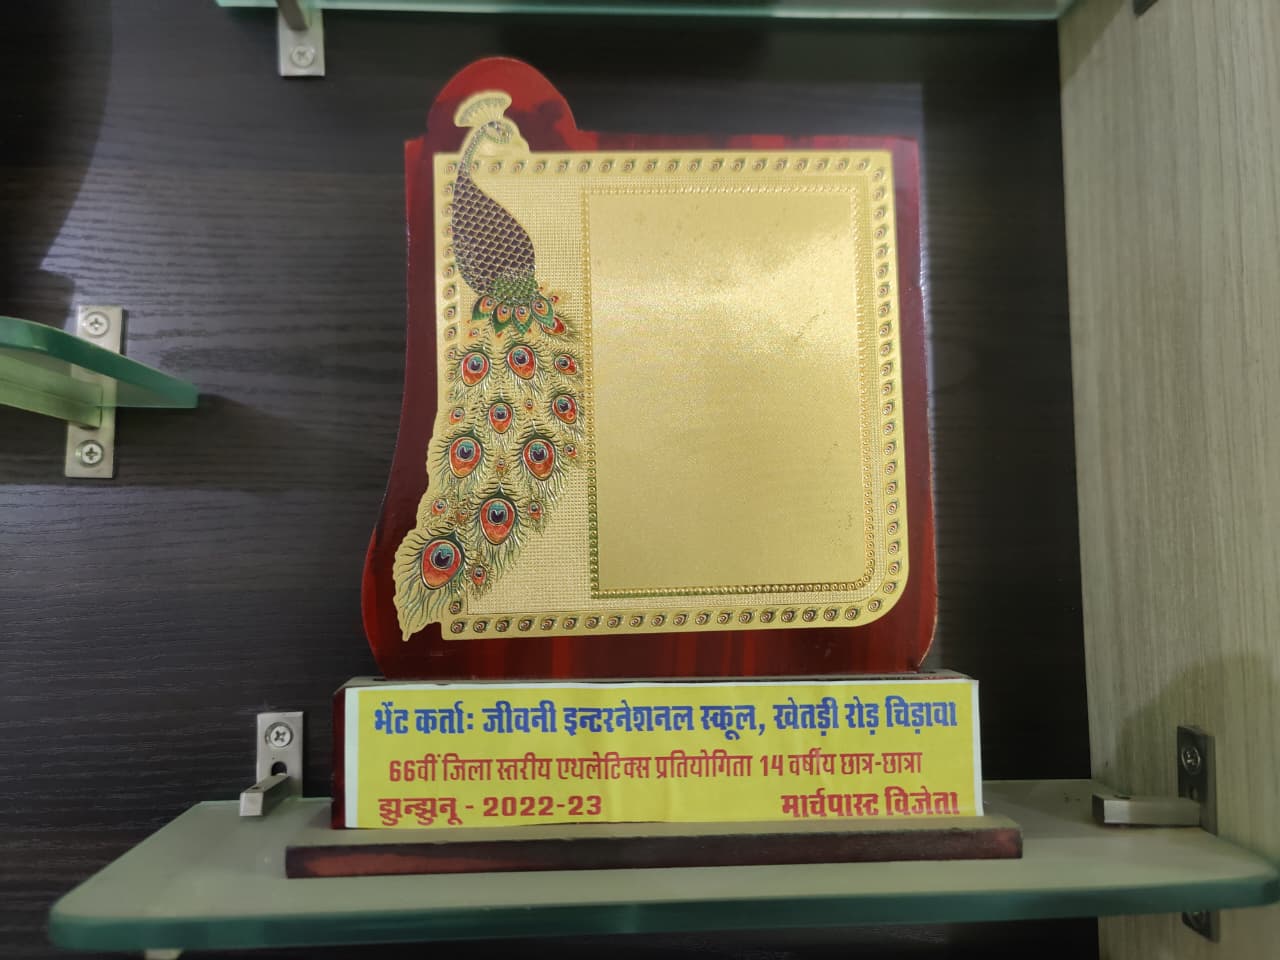 भेंट कर्ताः जीवनी इन्टरनेशनल स्कूल, खेतड़ी रोड़ चिड़ावा
66वीं जिला स्तरीय एथलेटिक्स प्रतियोगिता 14 वर्षीय छात्र-छात्रा
झुन्झुनू - 2022-23 मार्चपास्ट विजेता